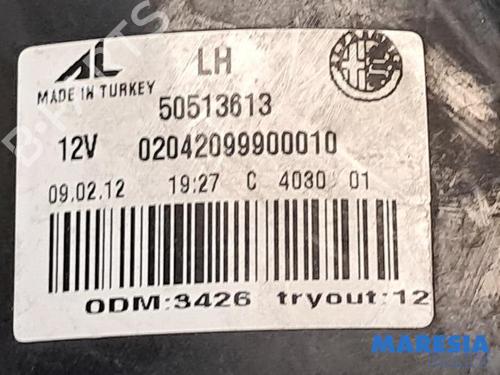 AL LH
MADE IN TURKEY
50513613
12V 02042099900010
09.02.12 19:27 C 4030 01
ODM:3426 tryout:12
MARESIA